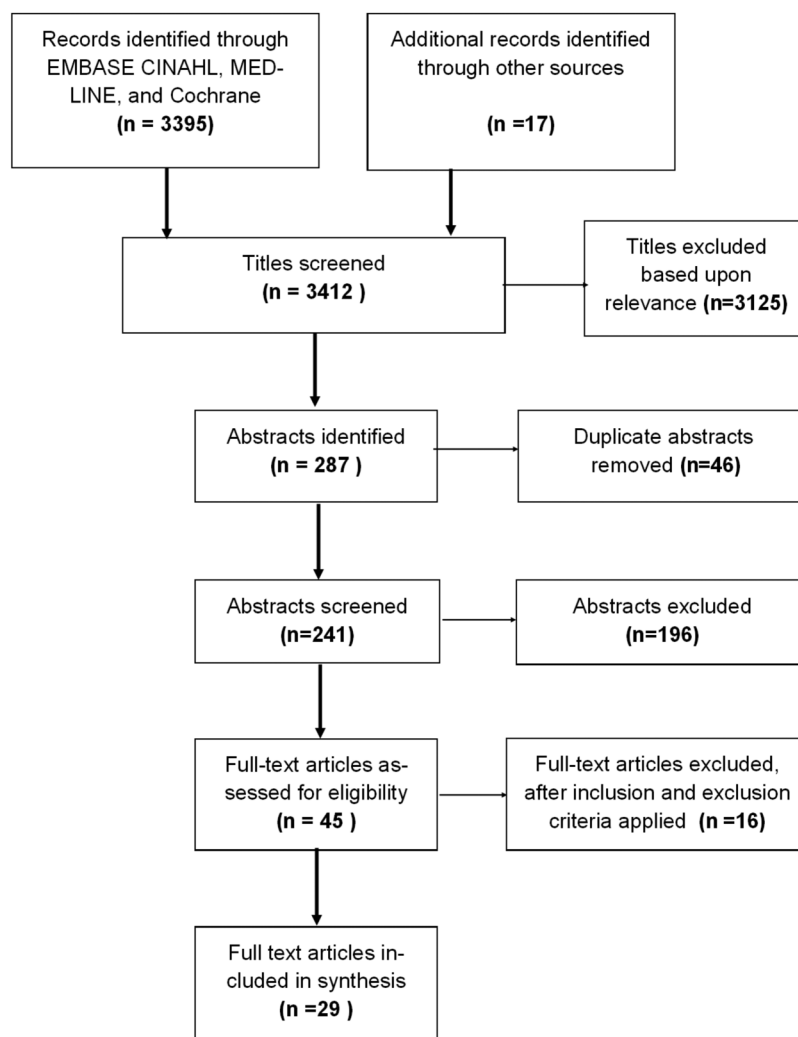 Records identified through
EMBASE CINAHL, MED-
LINE, and Cochrane
(n = 3395)
Additional records identified
through other sources
(n =17)
Titles screened
(n = 3412 )
Titles excluded
based upon
relevance (n=3125)
Abstracts identified
(n = 287 )
Duplicate abstracts
removed (n=46)
Abstracts screened
(n=241)
Abstracts excluded
(n=196)
Full-text articles as-
sessed for eligibility
(n = 45 )
Full-text articles excluded,
after inclusion and exclusion
criteria applied (n =16)
Full text articles in-
cluded in synthesis
(n =29 )